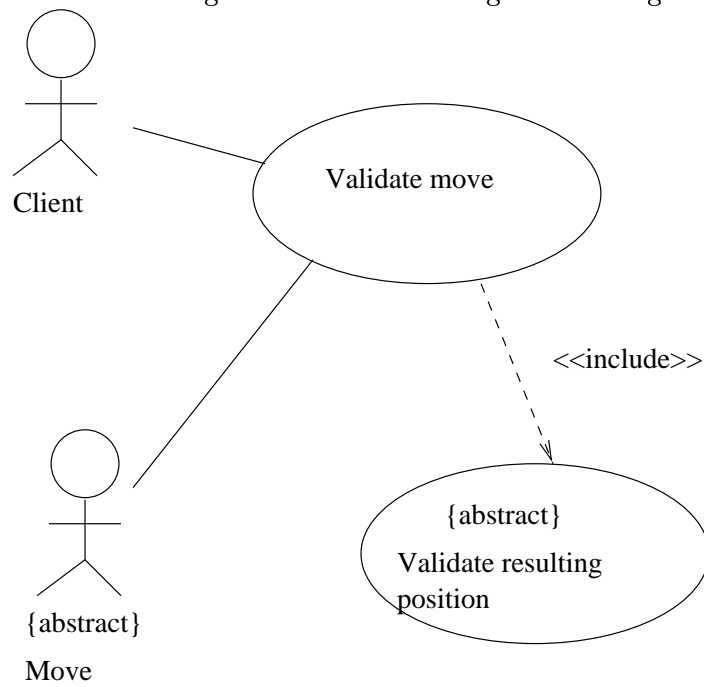 Client
Validate move
<<include>>
{abstract}
Validate resulting
position
{abstract}
Move